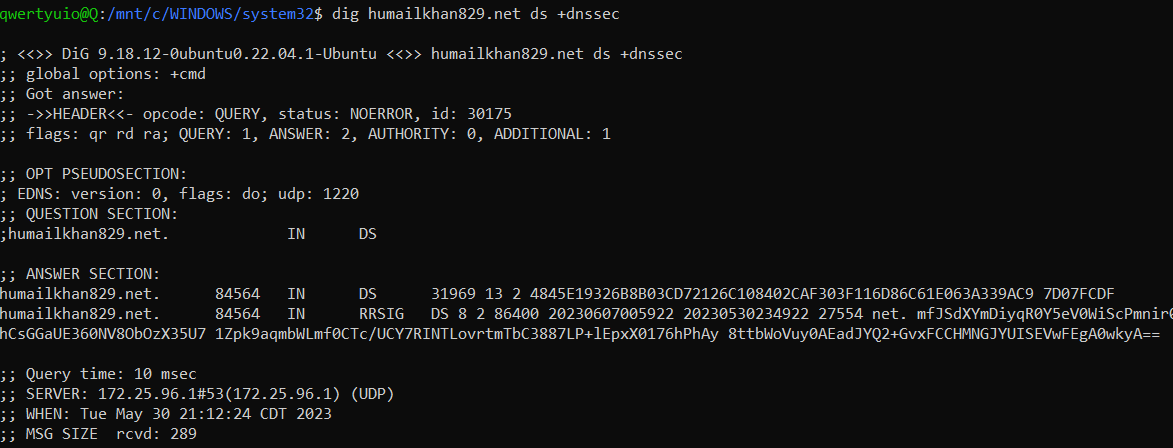 qwertyuio@Q:/mnt/c/WINDOWS/system32$ dig humailkhan829.net ds +dnssec
; <<>> DiG 9.18.12-0ubuntu0.22.04.1-Ubuntu <<>> humailkhan829.net ds +dnssec
;; global options: +cmd
;; Got answer:
;; ->>HEADER<<- opcode: QUERY, status: NOERROR, id: 30175
;; flags: qr rd ra; QUERY: 1, ANSWER: 2, AUTHORITY: 0, ADDITIONAL: 1
;; OPT PSEUDOSECTION:
; EDNS: version: 0, flags: do; udp: 1220
;; QUESTION SECTION:
;humailkhan829.net. IN DS
;; ANSWER SECTION:
humailkhan829.net. 84564 IN DS 31969 13 2 4845E19326B8B03CD72126C108402CAF303F116D86C61E063A339AC9 7D07FCDF
humailkhan829.net. 84564 IN RRSIG DS 8 2 86400 20230607005922 20230530234922 27554 net. mfJSdXYmDiyqR0Y5eV0WiScPmnir
hCsGGaUE360NV8ObOzX35U7 1Zpk9aqmbWLmf0CTc/UCY7RINTLovrtmTbC3887LP+lEpxX0176hPhAy 8ttbWoVuy0AEadJYQ2+GvxFCCHMNGJYUISEVwFEgA0wkyA==
;; Query time: 10 msec
;; SERVER: 172.25.96.1#53(172.25.96.1) (UDP)
;; WHEN: Tue May 30 21:12:24 CDT 2023
;; MSG SIZE rcvd: 289